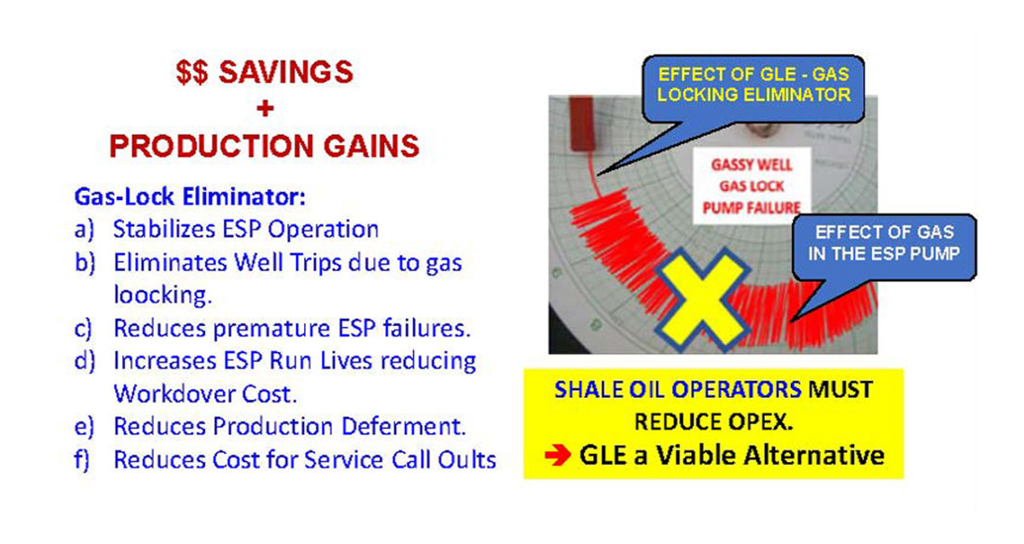 $$ SAVINGS
+
PRODUCTION GAINS
Gas-Lock Eliminator:
a) Stabilizes ESP Operation
b) Eliminates Well Trips due to gas
loocking.
c) Reduces premature ESP failures.
d) Increases ESP Run Lives reducing
Workdover Cost.
e) Reduces Production Deferment.
f) Reduces Cost for Service Call Oults
EFFECT OF GLE - GAS
LOCKING ELIMINATOR
GASSY WELL
GAS LOCK
PUMP FAILURE
EFFECT OF GAS
IN THE ESP PUMP
SHALE OIL OPERATORS MUST
REDUCE OPEX.
➔ GLE a Viable Alternative